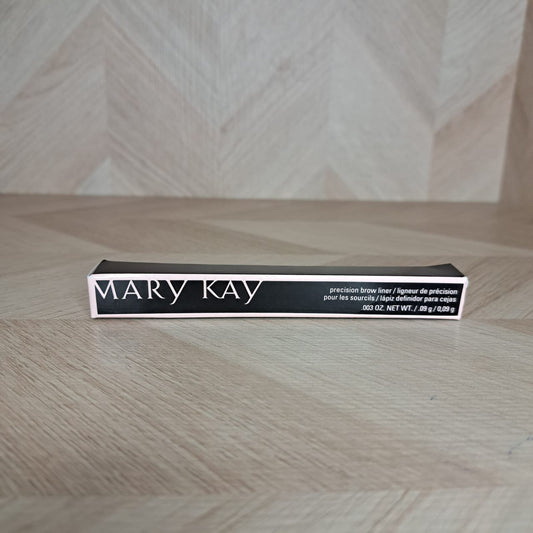 MARY KAY
precision brow liner / ligneur de précision
pour les sourcils / lápiz definidor para cejas
.003 OZ. NET WT. / .09 g / 0,09 g